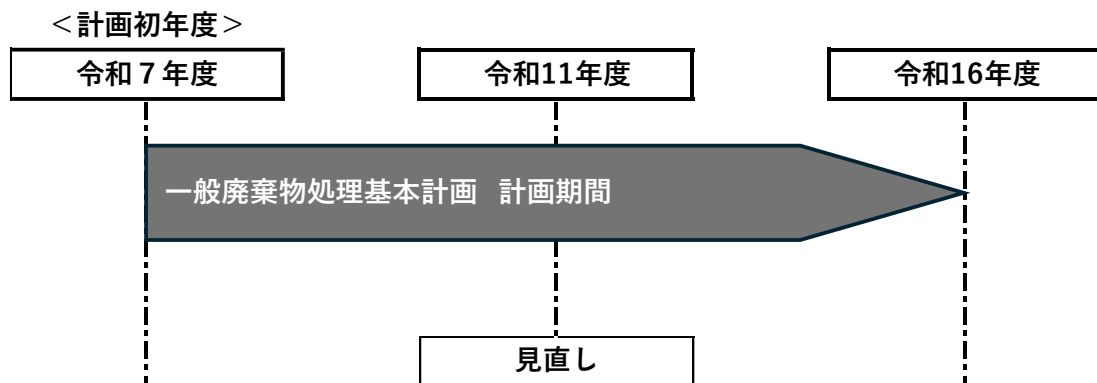 ＜計画初年度＞
令和７年度
令和11年度
令和16年度
一般廃棄物処理基本計画 計画期間
見直し